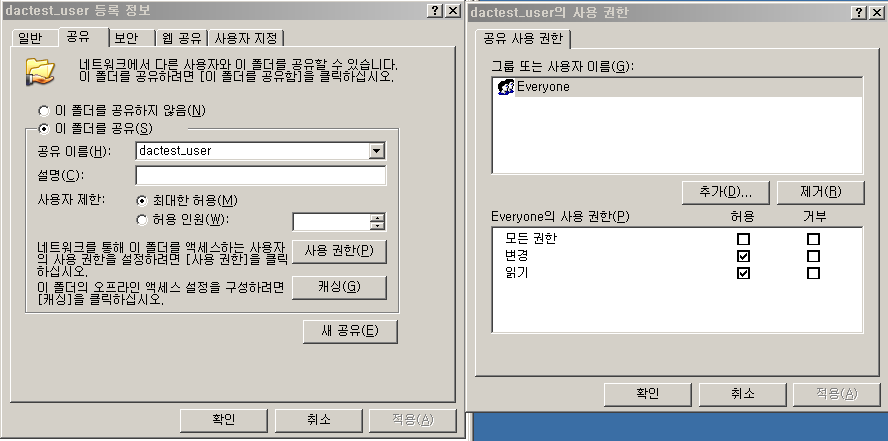 dactest_user 등록 정보
일반 공유 보안 웹 공유 사용자 지정
네트워크에서 다른 사용자와 이 폴더를 공유할 수 있습니다.
이 폴더를 공유하려면 [이 폴더를 공유함]을 클릭하십시오.
이 폴더를 공유하지 않음(N)
이 폴더를 공유(S)
공유 이름(H): dactest_user
설명(C):
사용자 제한: 최대한 허용(M)
허용 인원(W):
네트워크를 통해 이 폴더를 액세스하는 사용자
의 사용 권한을 설정하려면 [사용 권한]을 클릭
하십시오.
사용 권한(P)
이 폴더의 오프라인 액세스 설정을 구성하려면
[캐싱]을 클릭하십시오.
캐싱(G)
새 공유(E)
확인 취소 적용(A)
dactest_user의 사용 권한
공유 사용 권한
그룹 또는 사용자 이름(G):
Everyone
추가(D)... 제거(R)
Everyone의 사용 권한(P) 허용 거부
모든 권한
변경
읽기
확인 취소 적용(A)